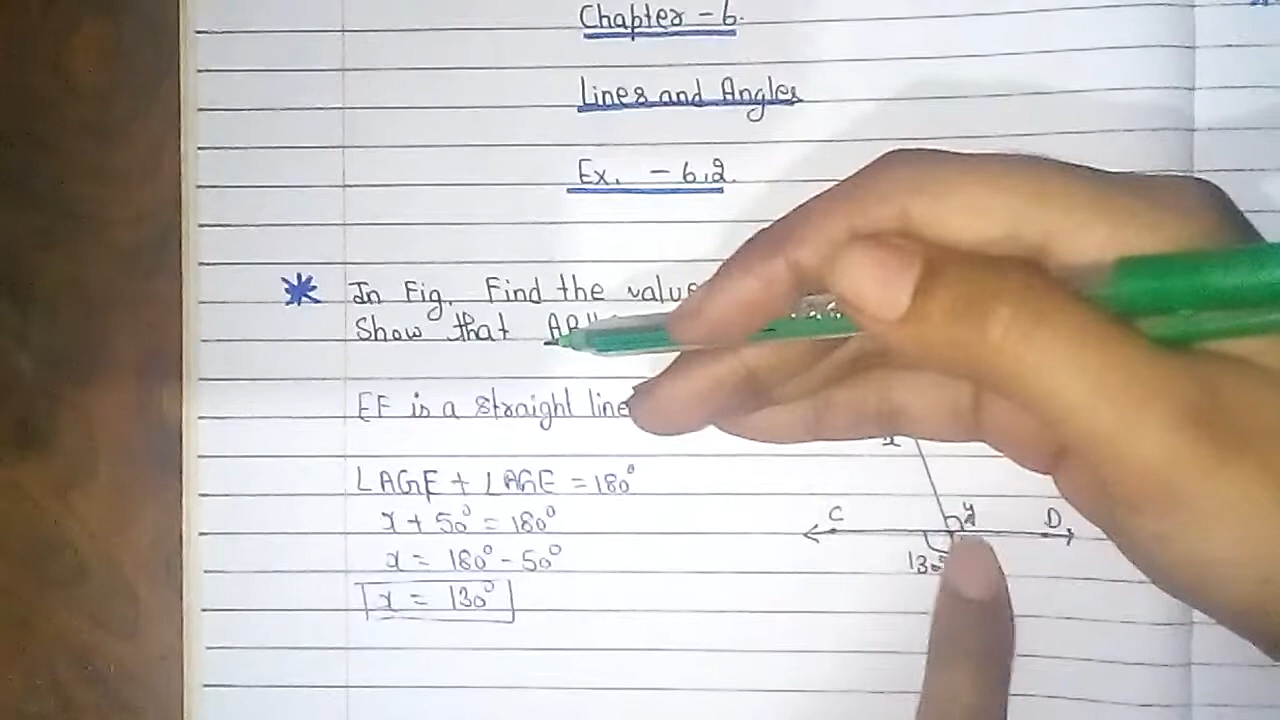 Chapter - 6.
Lines and Angles
Ex. - 6.2.
* In Fig. Find the value
Show that AB||
EF is a straight line
∠AGF + ∠AGE = 180°
x + 50° = 180°
x = 180° - 50°
x = 130°
x
C y D
130°